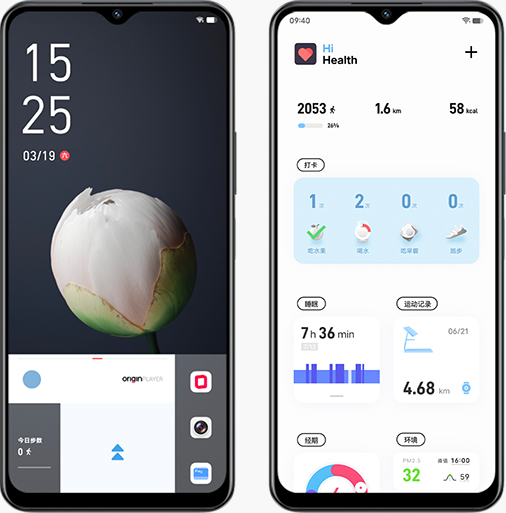 15
25
03/19 六
originPLAYER
今日步数
0
09:40
Hi
Health
2053
1.6 km
58 kcal
26%
打卡
1次 2次 0次 0次
吃水果 喝水 吃早餐 跑步
睡眠
运动记录
7 h 36 min
06/21
4.68 km
经期
环境
PM2.5
32
峰值 16:00
59